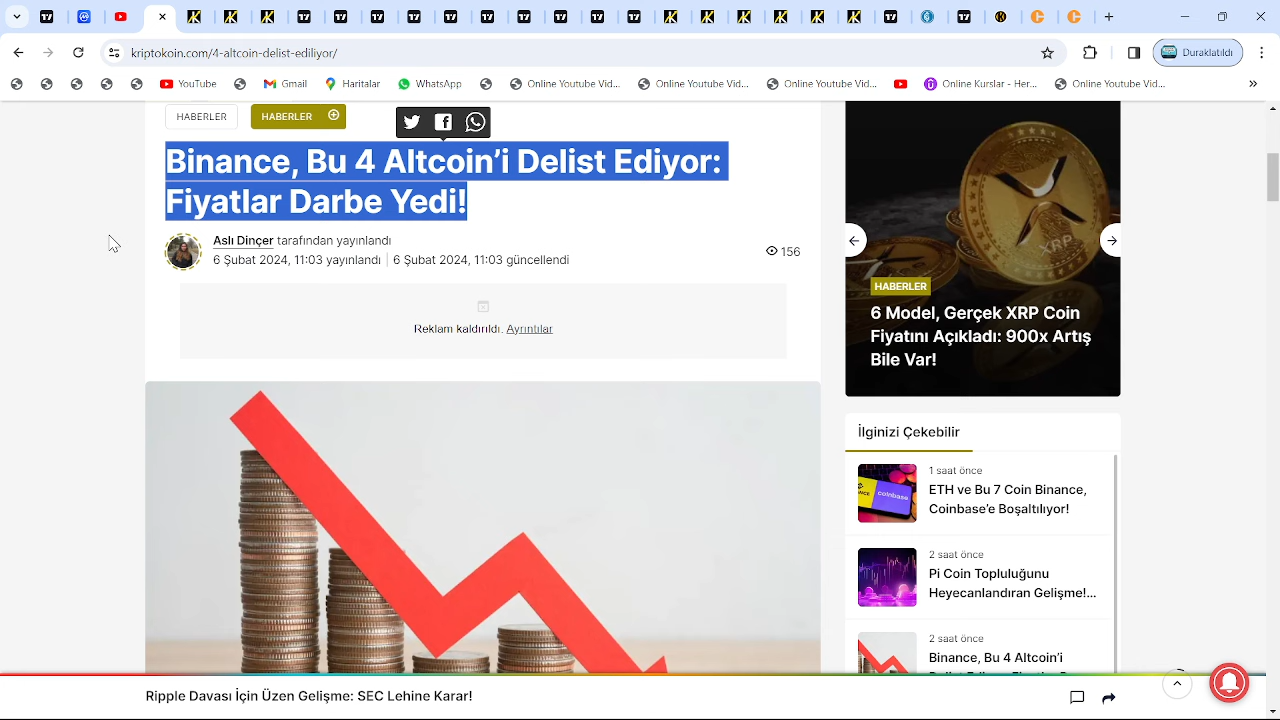 kriptokoin.com/4-altcoin-delist-ediyor/
Duraklatıldı
YouTube
Gmail
Haritalar
WhatsApp
Online Youtube Vid...
Online Youtube Vid...
Online Youtube Vid...
Online Kurslar - Her...
Online Youtube Vid...
HABERLER
HABERLER
Binance, Bu 4 Altcoin’i Delist Ediyor:
Fiyatlar Darbe Yedi!
Aslı Dinçer tarafından yayınlandı
6 Şubat 2024, 11:03 yayınlandı | 6 Şubat 2024, 11:03 güncellendi
156
Reklam kaldırıldı. Ayrıntılar
XRP
HABERLER
6 Model, Gerçek XRP Coin
Fiyatını Açıkladı: 900x Artış
Bile Var!
İlginizi Çekebilir
1 saat önce
ETH ve Bu 7 Coin Binance,
Coinbase’e Boşaltılıyor!
coinbase
2 saat önce
Pi Coin Topluluğunu
Heyecanlandıran Gelişme!...
2 saat önce
Binance, Bu 4 Altcoin’i
Ripple Davası İçin Üzen Gelişme: SEC Lehine Karar!